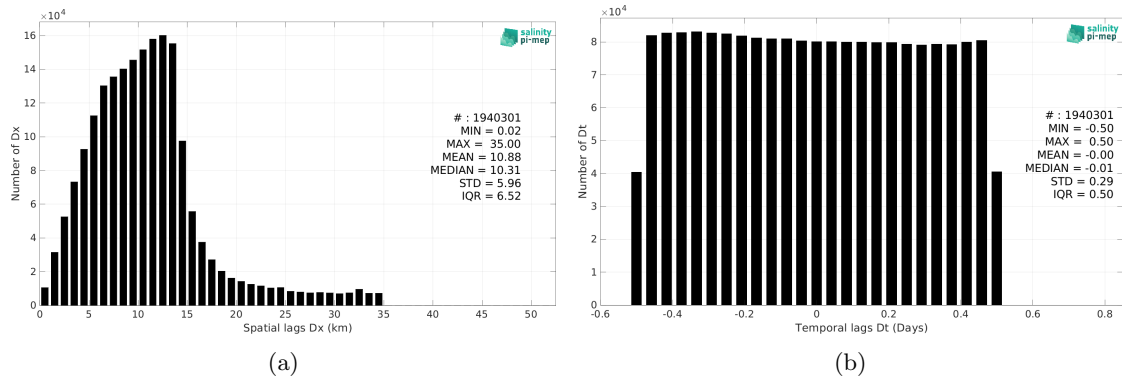 ×10⁴
16
14
12
10
8
6
4
2
0
Number of Dx
0 5 10 15 20 25 30 35 40 45 50
Spatial lags Dx (km)
salinity
pi-mep
# : 1940301
MIN = 0.02
MAX = 35.00
MEAN = 10.88
MEDIAN = 10.31
STD = 5.96
IQR = 6.52
(a)
×10⁴
8
7
6
5
4
3
2
1
0
Number of Dt
-0.6 -0.4 -0.2 0 0.2 0.4 0.6 0.8
Temporal lags Dt (Days)
salinity
pi-mep
# : 1940301
MIN = -0.50
MAX = 0.50
MEAN = -0.00
MEDIAN = -0.01
STD = 0.29
IQR = 0.50
(b)